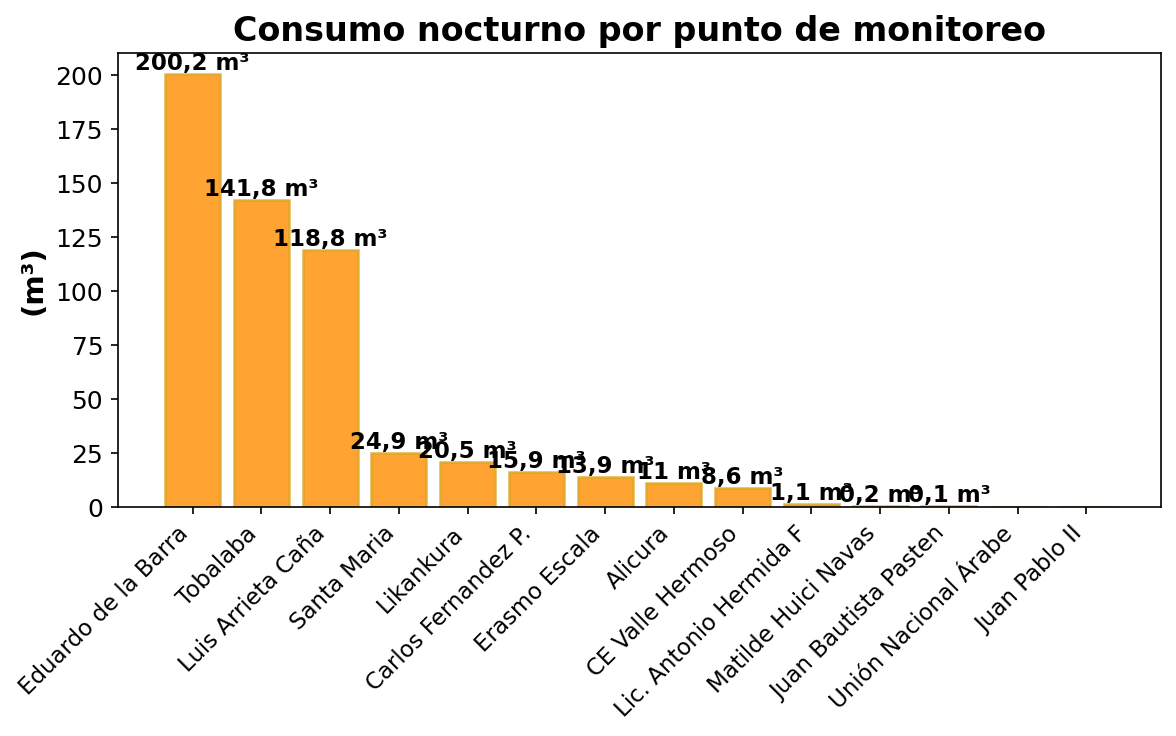 Consumo nocturno por punto de monitoreo
(m³)
200
175
150
125
100
75
50
25
0
200,2 m³
141,8 m³
118,8 m³
24,9 m³
20,5 m³
15,9 m³
13,9 m³
11 m³
8,6 m³
1,1 m³
0,2 m³
0,1 m³
Eduardo de la Barra
Tobalaba
Luis Arrieta Caña
Santa Maria
Likankura
Carlos Fernandez P.
Erasmo Escala
Alicura
CE Valle Hermoso
Lic. Antonio Hermida F
Matilde Huici Navas
Juan Bautista Pasten
Unión Nacional Árabe
Juan Pablo II